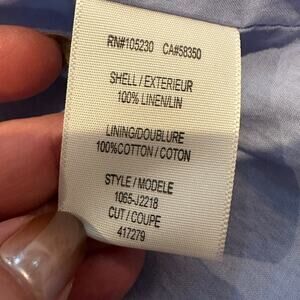 RN#105230 CA#58350
SHELL / EXTERIEUR
100% LINEN/LIN
LINING/DOUBLURE
100%COTTON / COTON
STYLE / MODELE
1065-J2218
CUT / COUPE
417279